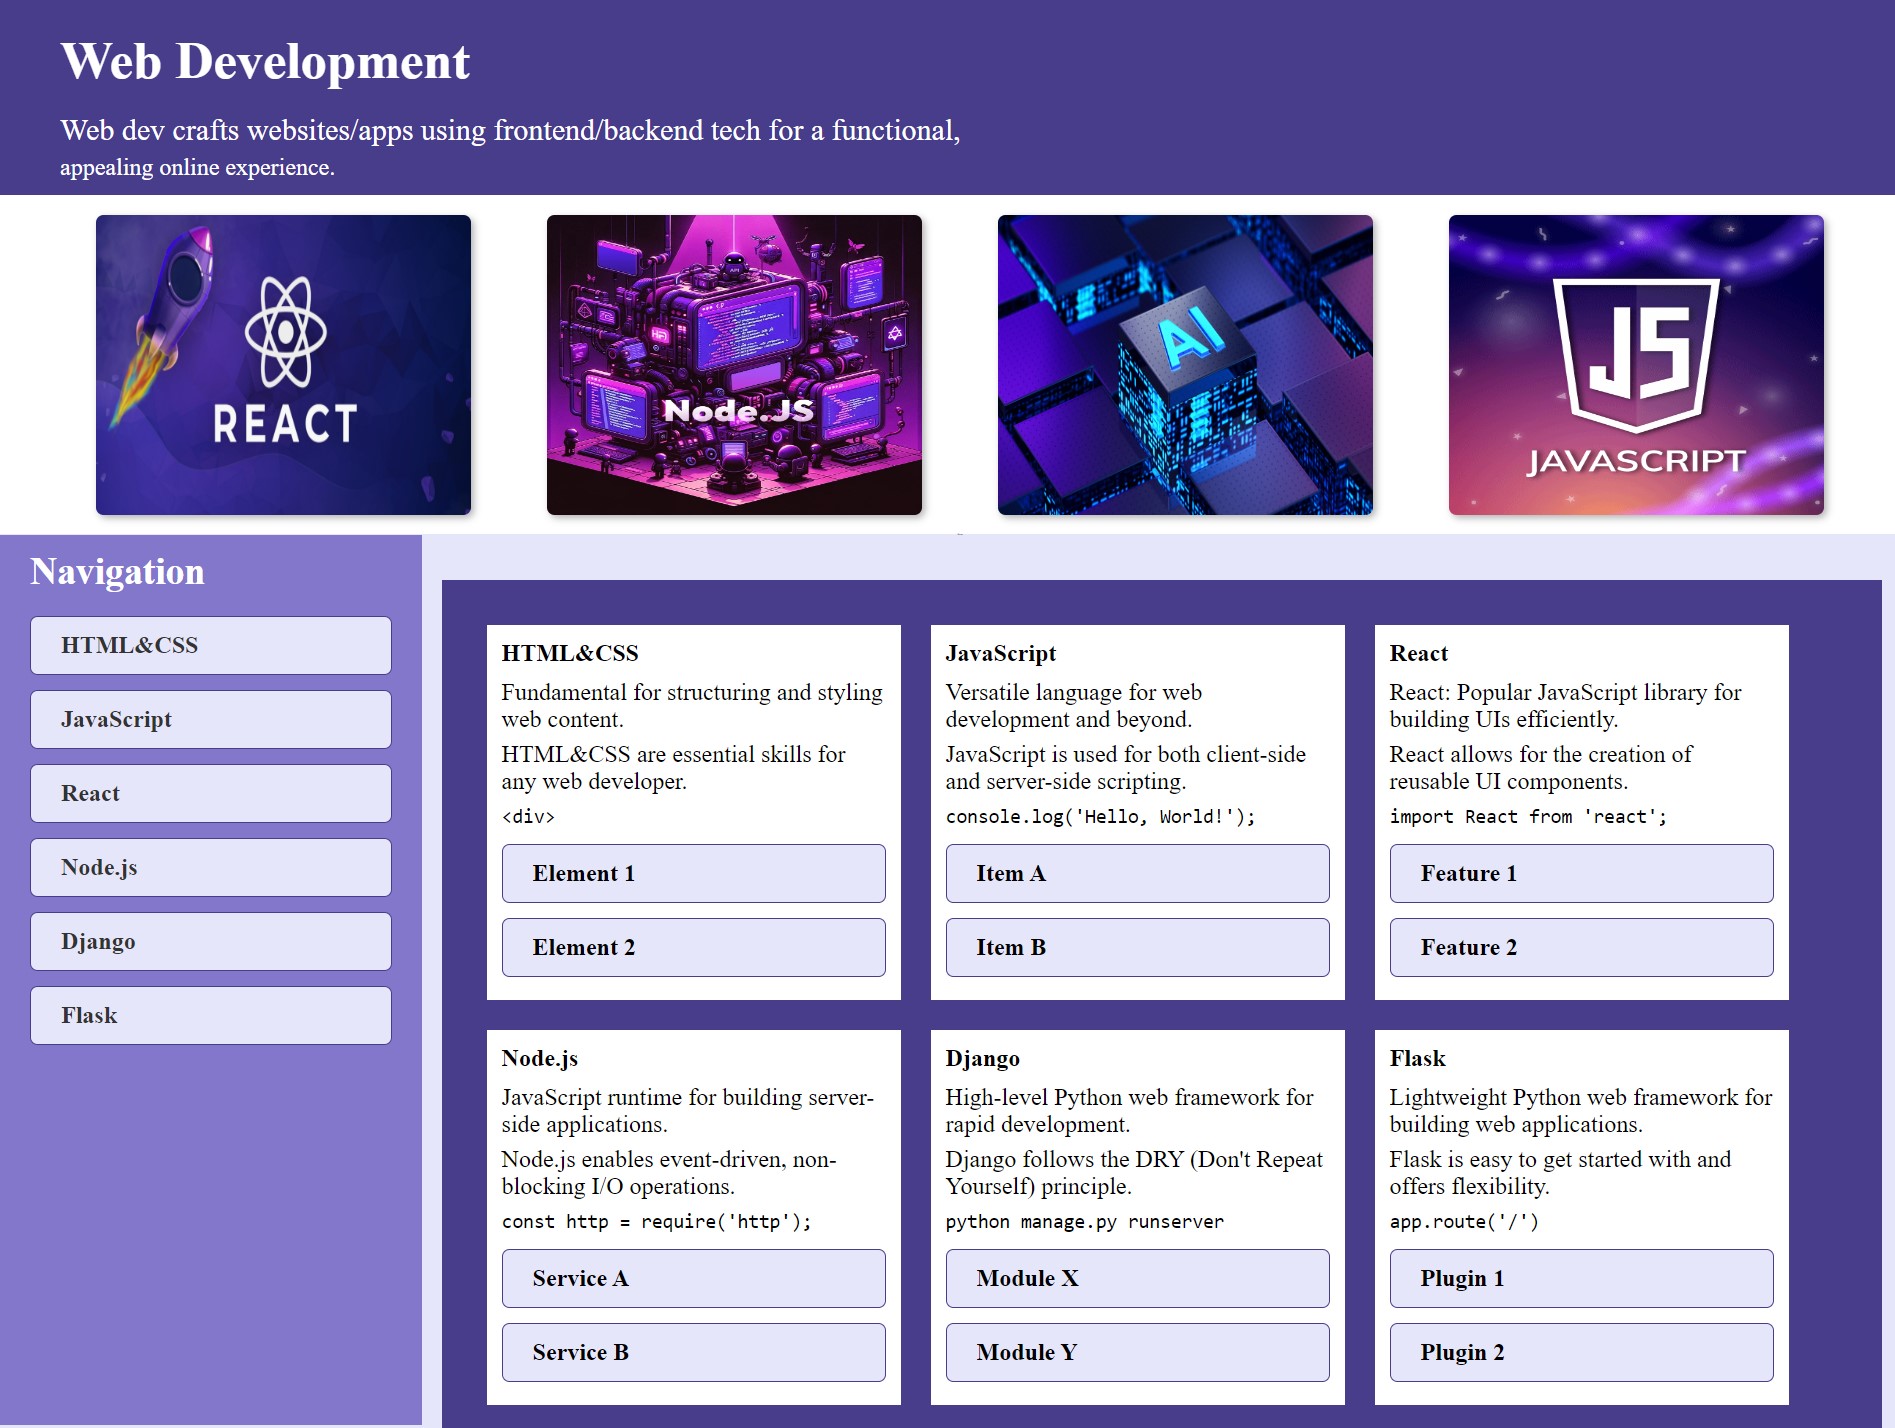 Web Development
Web dev crafts websites/apps using frontend/backend tech for a functional,
appealing online experience.
REACT
API
Node.JS
AI
JS
JAVASCRIPT
Navigation
HTML&CSS
JavaScript
React
Node.js
Django
Flask
HTML&CSS
Fundamental for structuring and styling
web content.
HTML&CSS are essential skills for
any web developer.
<div>
Element 1
Element 2
JavaScript
Versatile language for web
development and beyond.
JavaScript is used for both client-side
and server-side scripting.
console.log('Hello, World!');
Item A
Item B
React
React: Popular JavaScript library for
building UIs efficiently.
React allows for the creation of
reusable UI components.
import React from 'react';
Feature 1
Feature 2
Node.js
JavaScript runtime for building server-
side applications.
Node.js enables event-driven, non-
blocking I/O operations.
const http = require('http');
Service A
Service B
Django
High-level Python web framework for
rapid development.
Django follows the DRY (Don't Repeat
Yourself) principle.
python manage.py runserver
Module X
Module Y
Flask
Lightweight Python web framework for
building web applications.
Flask is easy to get started with and
offers flexibility.
app.route('/')
Plugin 1
Plugin 2